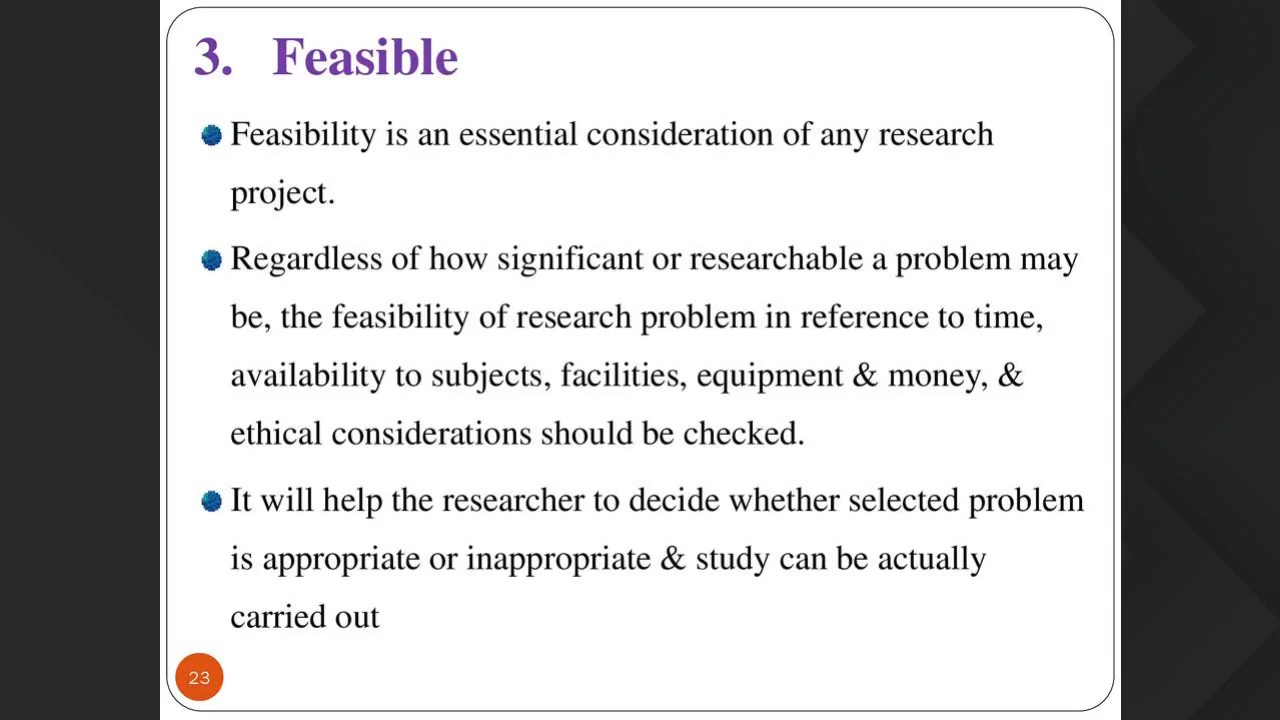 3. Feasible
Feasibility is an essential consideration of any research
project.
Regardless of how significant or researchable a problem may
be, the feasibility of research problem in reference to time,
availability to subjects, facilities, equipment & money, &
ethical considerations should be checked.
It will help the researcher to decide whether selected problem
is appropriate or inappropriate & study can be actually
carried out
23